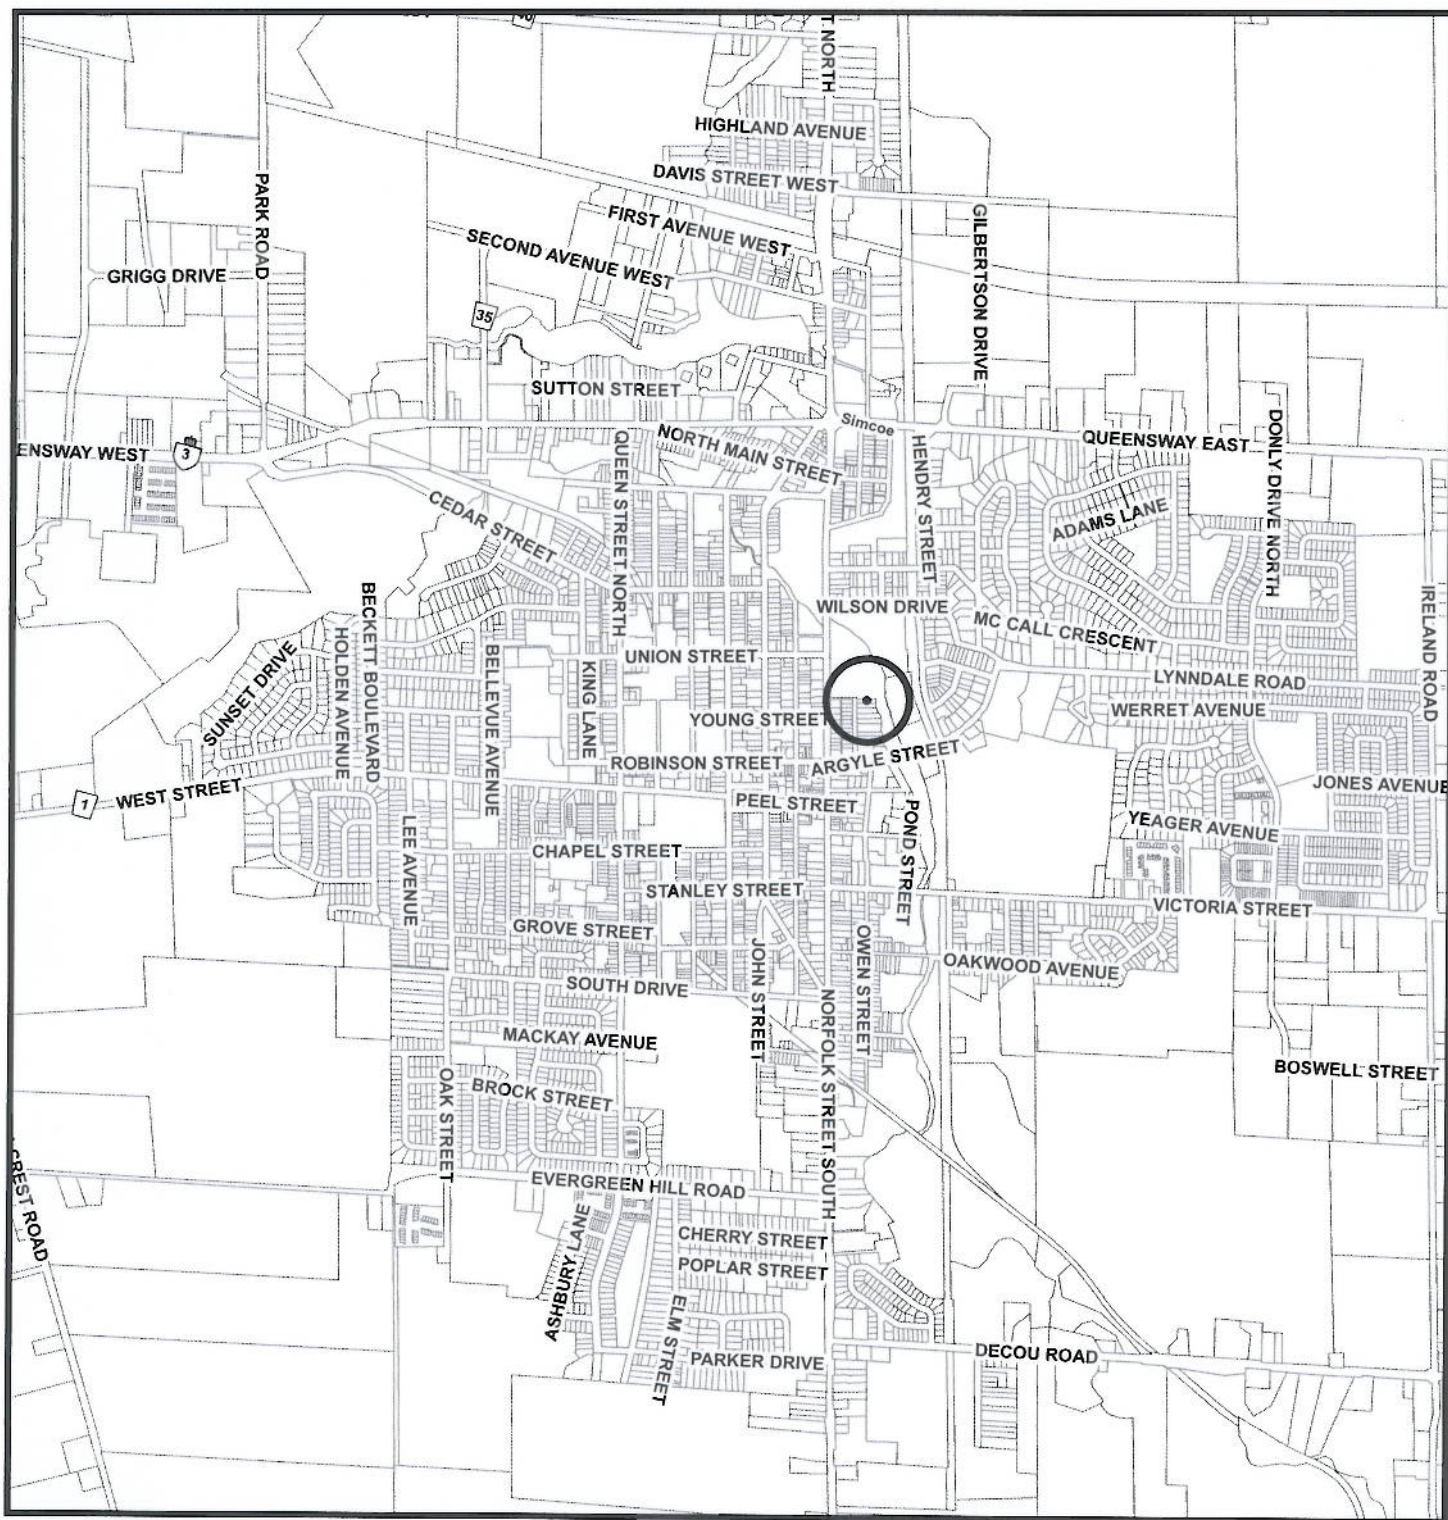 T NORTH
HIGHLAND AVENUE
DAVIS STREET WEST
PARK ROAD
FIRST AVENUE WEST
GILBERTSON DRIVE
SECOND AVENUE WEST
GRIGG DRIVE
35
SUTTON STREET
Simcoe
NORTH MAIN STREET
QUEENSWAY EAST
DONLY DRIVE NORTH
ENSWAY WEST
3
QUEEN STREET NORTH
HENDRY STREET
CEDAR STREET
ADAMS LANE
BECKETT BOULEVARD
WILSON DRIVE
MC CALL CRESCENT
IRELAND ROAD
HOLDEN AVENUE
SUNSET DRIVE
BELLEVUE AVENUE
UNION STREET
KING LANE
LYNNDALE ROAD
WERRET AVENUE
YOUNG STREET
ROBINSON STREET
ARGYLE STREET
JONES AVENUE
1
WEST STREET
PEEL STREET
POND STREET
YEAGER AVENUE
LEE AVENUE
CHAPEL STREET
STANLEY STREET
VICTORIA STREET
GROVE STREET
OWEN STREET
JOHN STREET
OAKWOOD AVENUE
SOUTH DRIVE
NORFOLK STREET SOUTH
MACKAY AVENUE
BOSWELL STREET
OAK STREET
BROCK STREET
CREST ROAD
EVERGREEN HILL ROAD
ASHBURY LANE
CHERRY STREET
POPLAR STREET
ELM STREET
PARKER DRIVE
DECOU ROAD